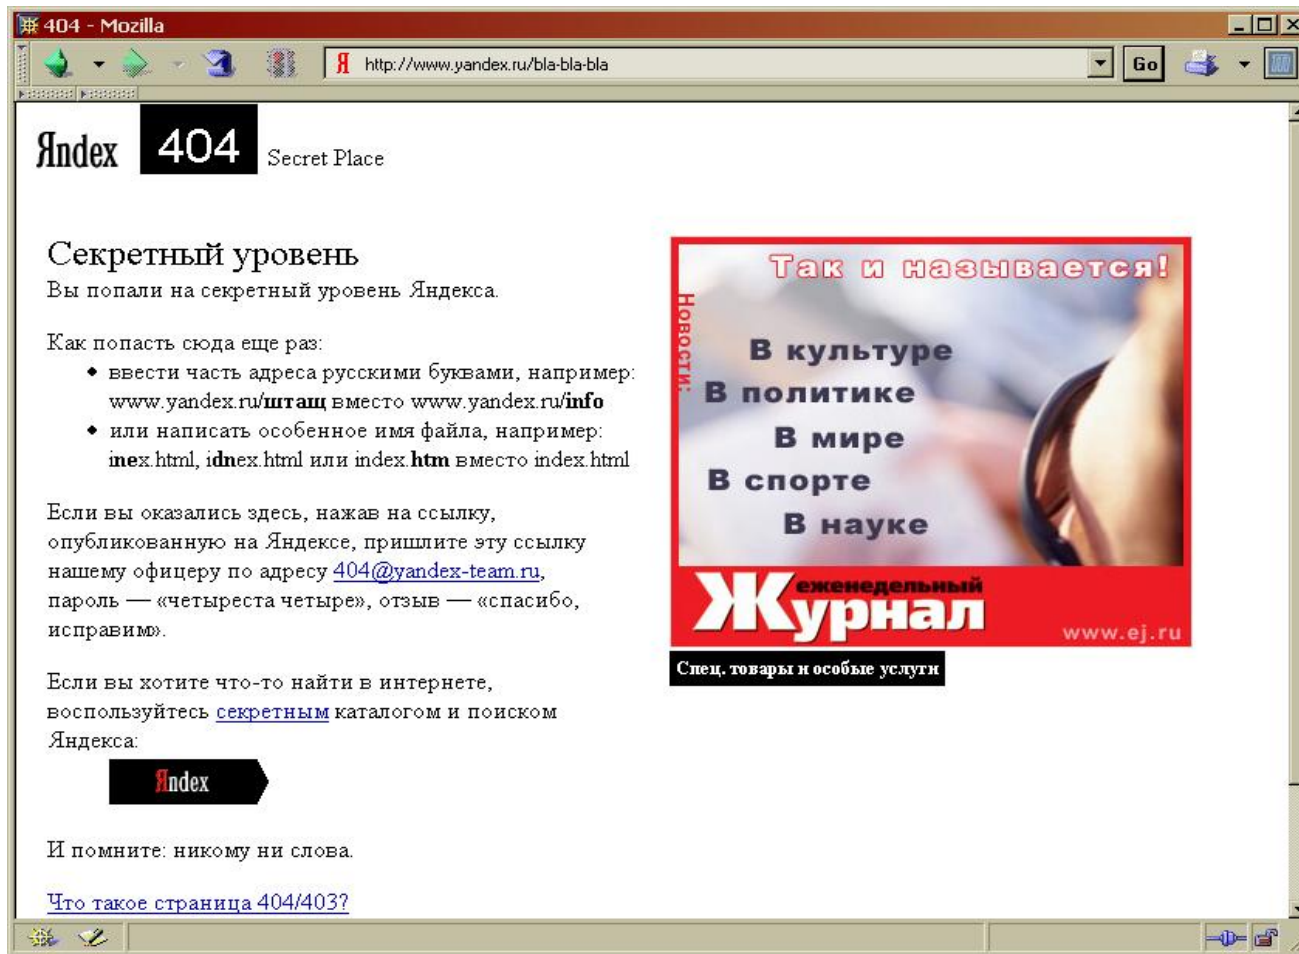 404 - Mozilla
http://www.yandex.ru/bla-bla-bla
Go
Яndex
404
Secret Place
Секретный уровень
Вы попали на секретный уровень Яндекса.
Как попасть сюда еще раз:
ввести часть адреса русскими буквами, например:
www.yandex.ru/штащ вместо www.yandex.ru/info
или написать особенное имя файла, например:
inex.html, idnex.html или index.htm вместо index.html
Если вы оказались здесь, нажав на ссылку,
опубликованную на Яндексе, пришлите эту ссылку
нашему офицеру по адресу 404@yandex-team.ru,
пароль — «четыреста четыре», отзыв — «спасибо,
исправим».
Если вы хотите что-то найти в интернете,
воспользуйтесь секретным каталогом и поиском
Яндекса:
Яndex
И помните: никому ни слова.
Что такое страница 404/403?
Так и называется!
Новости:
В культуре
В политике
В мире
В спорте
В науке
еженедельный
Журнал
www.ej.ru
Спец. товары и особые услуги